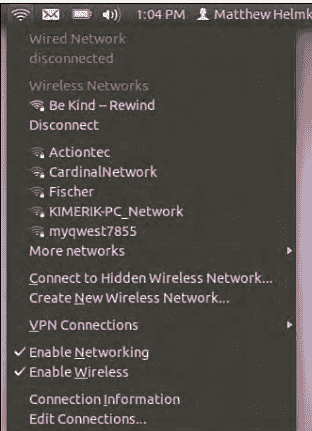 1:04 PM Matthew Helmk
Wired Network
disconnected
Wireless Networks
Be Kind – Rewind
Disconnect
Actiontec
CardinalNetwork
Fischer
KIMERIK-PC_Network
myqwest7855
More networks
Connect to Hidden Wireless Network...
Create New Wireless Network...
VPN Connections
Enable Networking
Enable Wireless
Connection Information
Edit Connections...